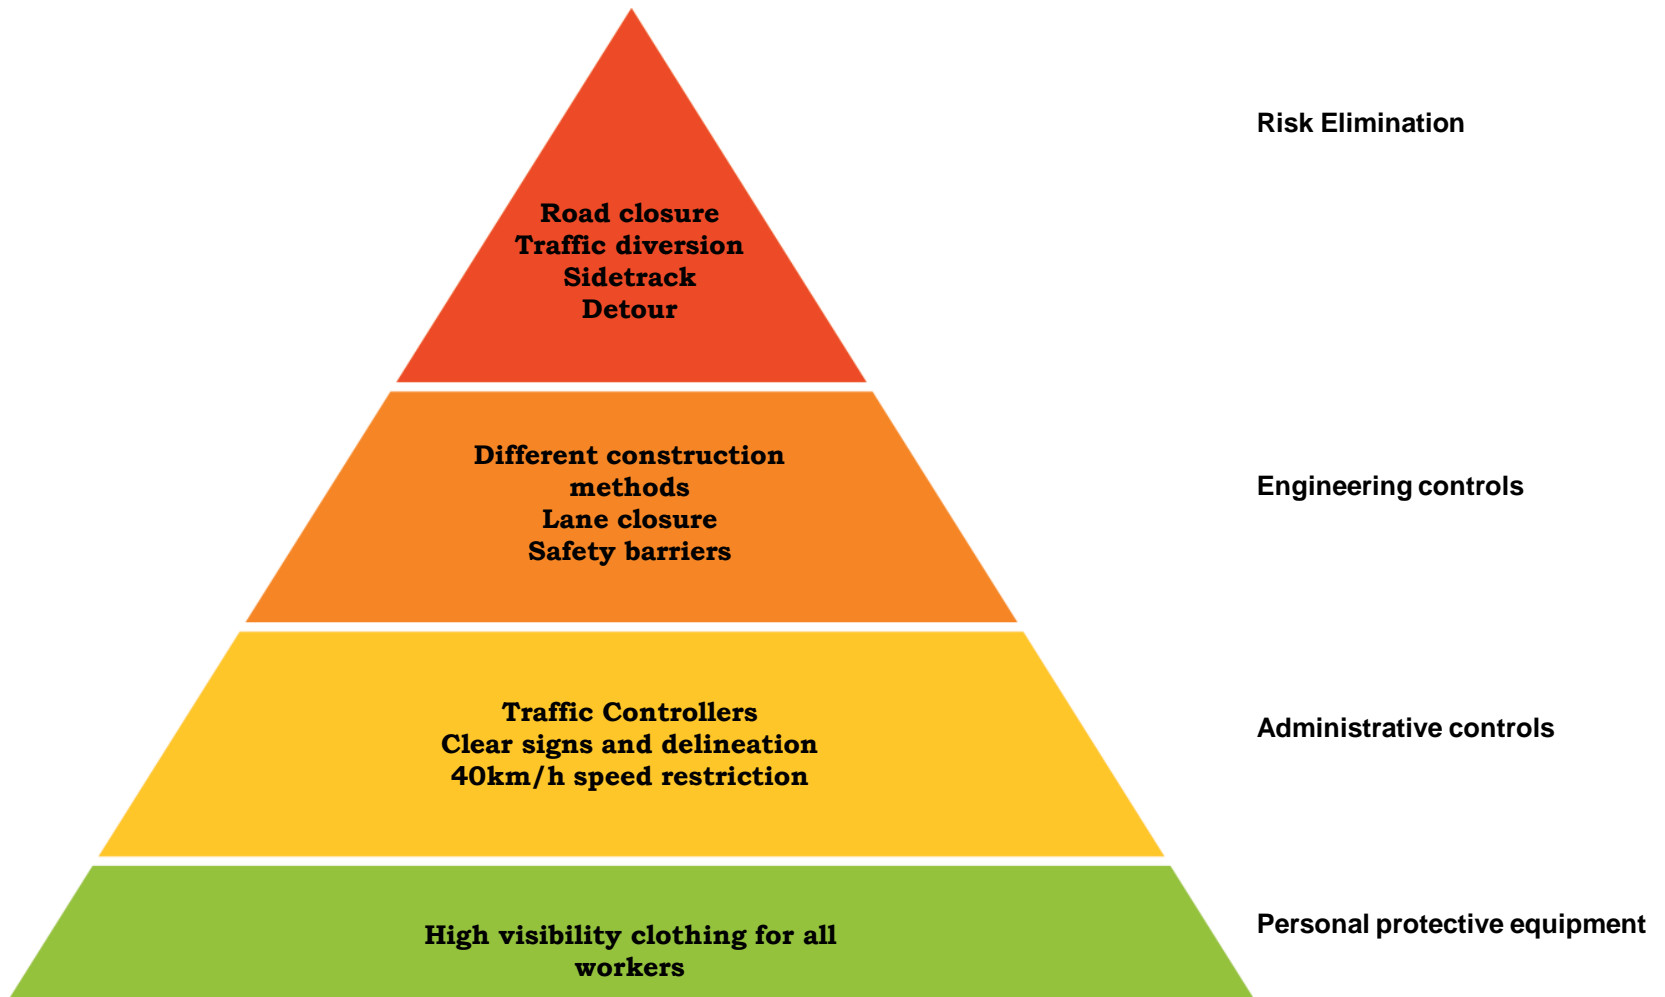 Risk Elimination
Road closure
Traffic diversion
Sidetrack
Detour
Different construction
methods
Lane closure
Safety barriers
Engineering controls
Traffic Controllers
Clear signs and delineation
40km/h speed restriction
Administrative controls
High visibility clothing for all
workers
Personal protective equipment